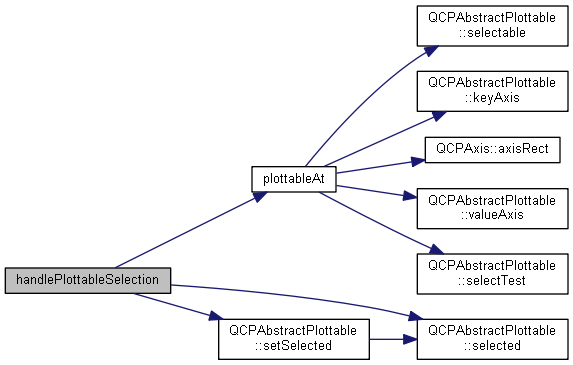 QCPAbstractPlottable
::selectable
QCPAbstractPlottable
::keyAxis
QCPAxis::axisRect
plottableAt
QCPAbstractPlottable
::valueAxis
QCPAbstractPlottable
::selectTest
handlePlottableSelection
QCPAbstractPlottable
::setSelected
QCPAbstractPlottable
::selected